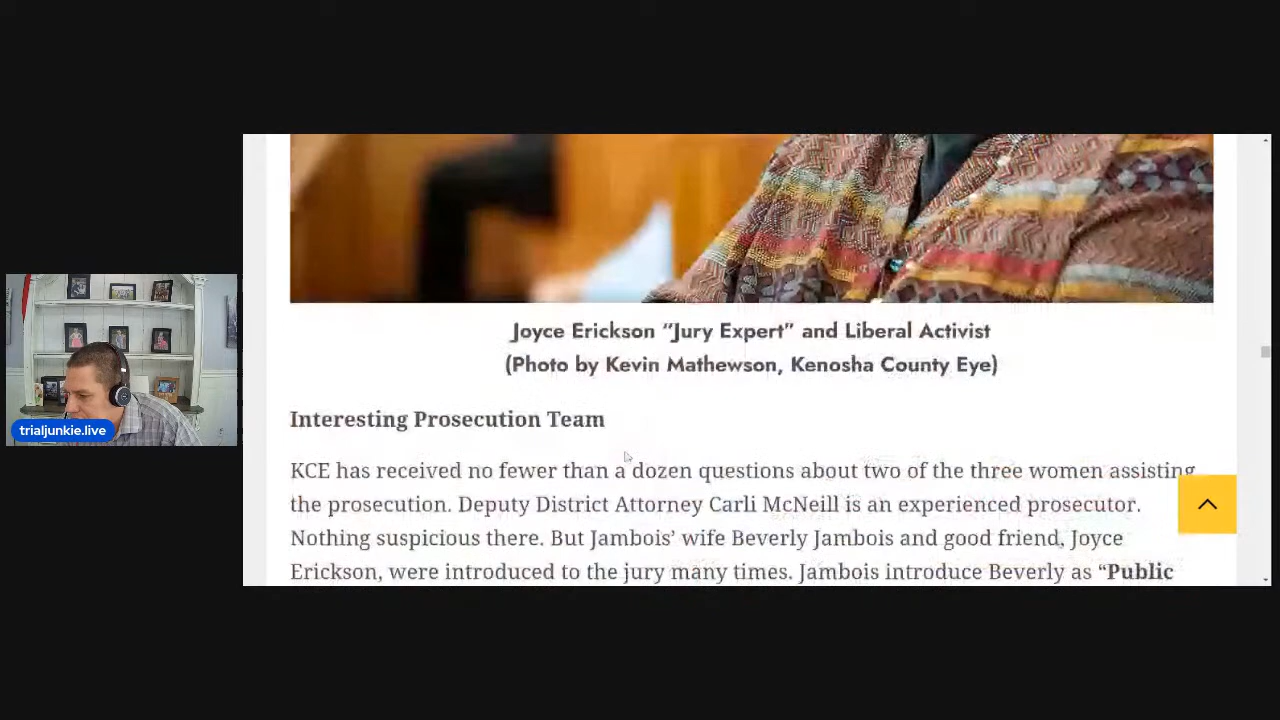 Joyce Erickson “Jury Expert” and Liberal Activist
(Photo by Kevin Mathewson, Kenosha County Eye)
Interesting Prosecution Team
KCE has received no fewer than a dozen questions about two of the three women assisting
the prosecution. Deputy District Attorney Carli McNeill is an experienced prosecutor.
Nothing suspicious there. But Jambois’ wife Beverly Jambois and good friend, Joyce
Erickson, were introduced to the jury many times. Jambois introduce Beverly as “Public
trialjunkie.live